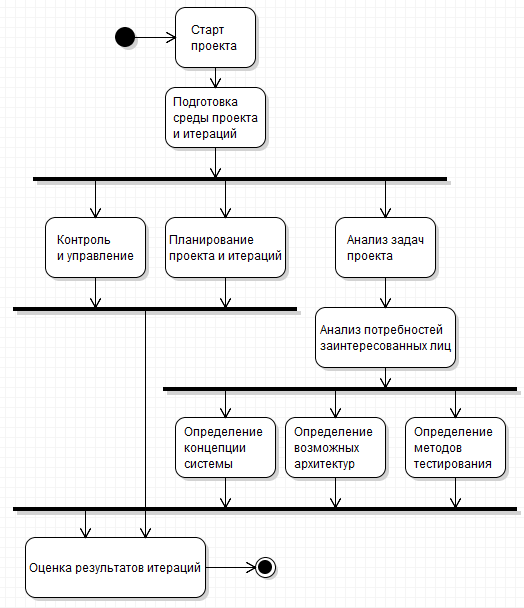 Старт
проекта
Подготовка
среды проекта
и итераций
Контроль
и управление
Планирование
проекта и итераций
Анализ задач
проекта
Анализ потребностей
заинтересованных лиц
Определение
концепции
системы
Определение
возможных
архитектур
Определение
методов
тестирования
Оценка результатов итераций